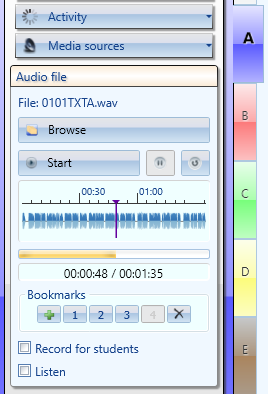 Activity
Media sources
Audio file
File: 0101TXTA.wav
Browse
Start
00:30 01:00
00:00:48 / 00:01:35
Bookmarks
1 2 3 4
Record for students
Listen
A
B
C
D
E